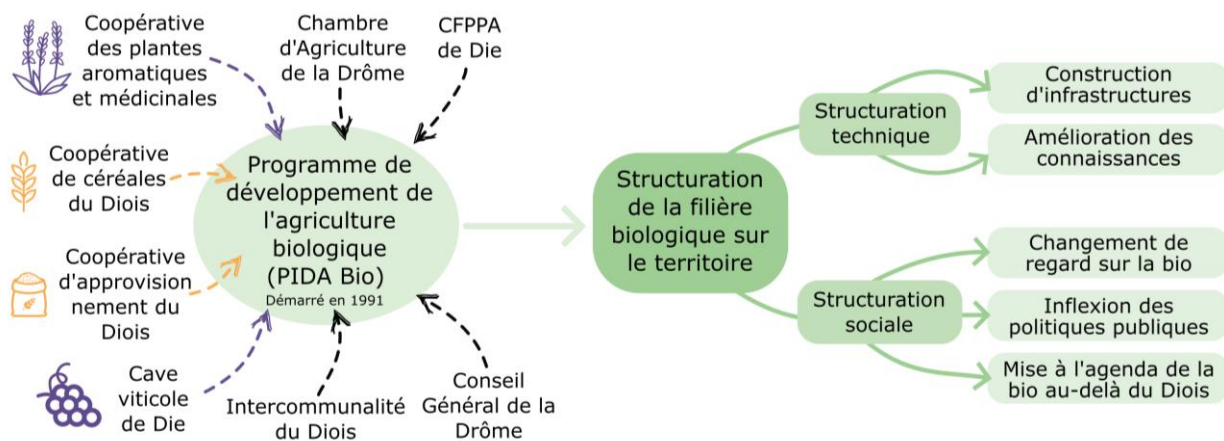 Coopérative
des plantes
aromatiques
et médicinales
Chambre
d'Agriculture
de la Drôme
CFPPA
de Die
Coopérative
de céréales
du Diois
Coopérative
d'approvision
nement du
Diois
Cave
viticole
de Die
Intercommunalité
du Diois
Conseil
Général de la
Drôme
Programme de
développement de
l'agriculture
biologique
(PIDA Bio)
Démarré en 1991
Structuration
de la filière
biologique sur
le territoire
Structuration
technique
Construction
d'infrastructures
Amélioration des
connaissances
Structuration
sociale
Changement de
regard sur la bio
Inflexion des
politiques publiques
Mise à l'agenda de la
bio au-delà du Diois